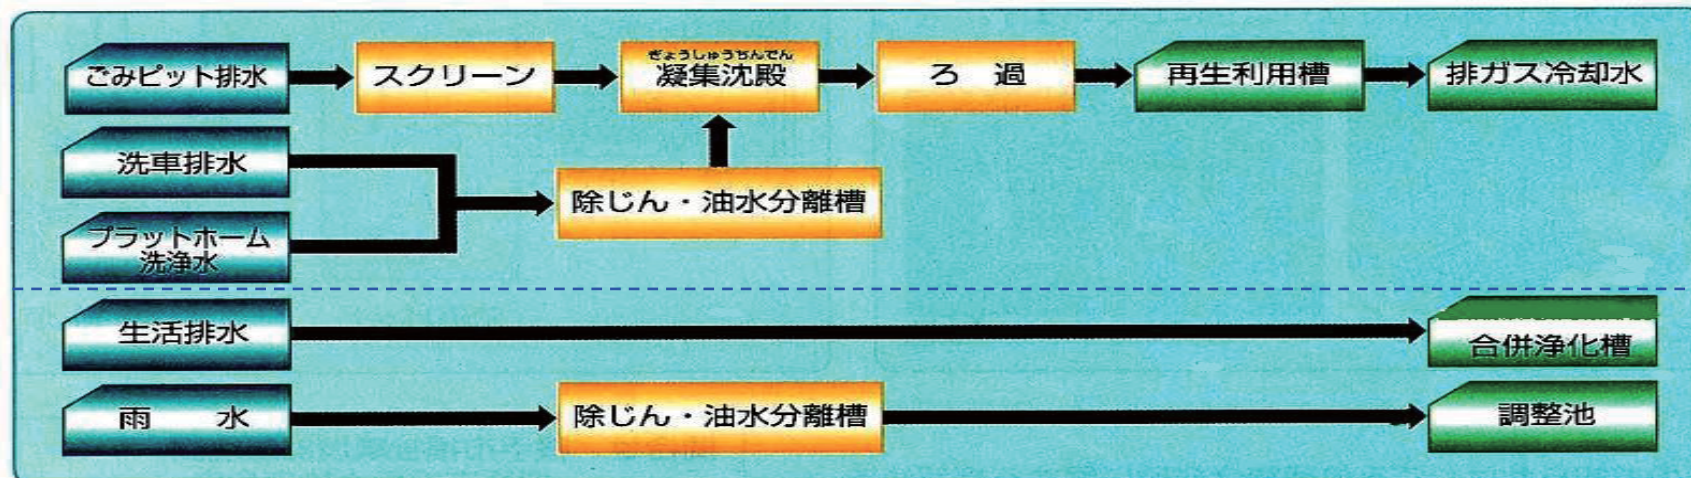 ごみピット排水
スクリーン
ぎょうしゅうちんでん
凝集沈殿
ろ 過
再生利用槽
排ガス冷却水
洗車排水
除じん・油水分離槽
プラットホーム
洗浄水
生活排水
合併浄化槽
雨 水
除じん・油水分離槽
調整池